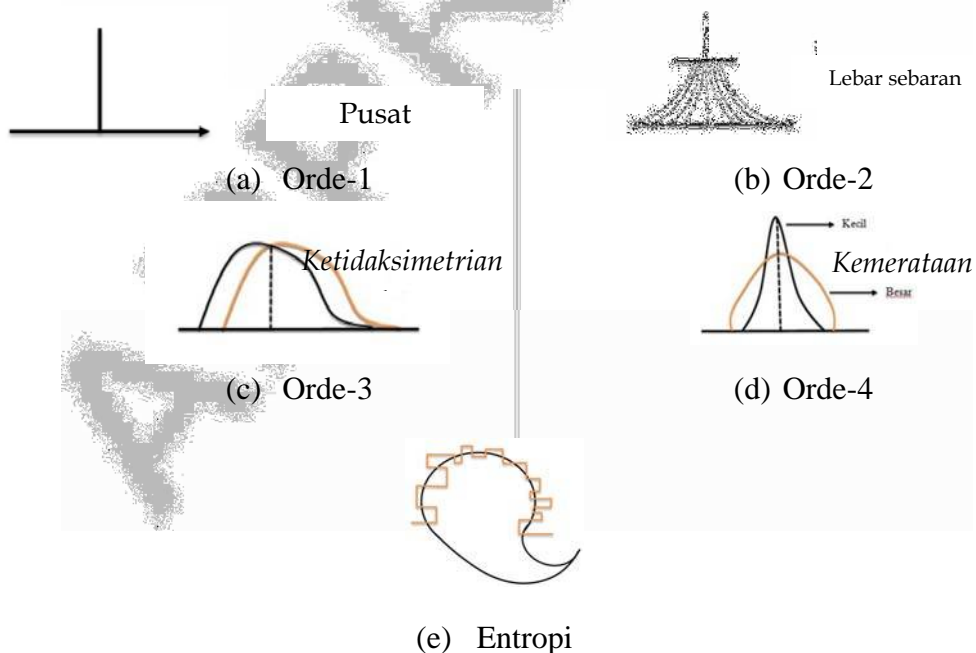 Pusat
Lebar sebaran
(a) Orde-1
(b) Orde-2
Ketidaksimetrian
Kecil
Kemerataan
Besar
(c) Orde-3
(d) Orde-4
(e) Entropi